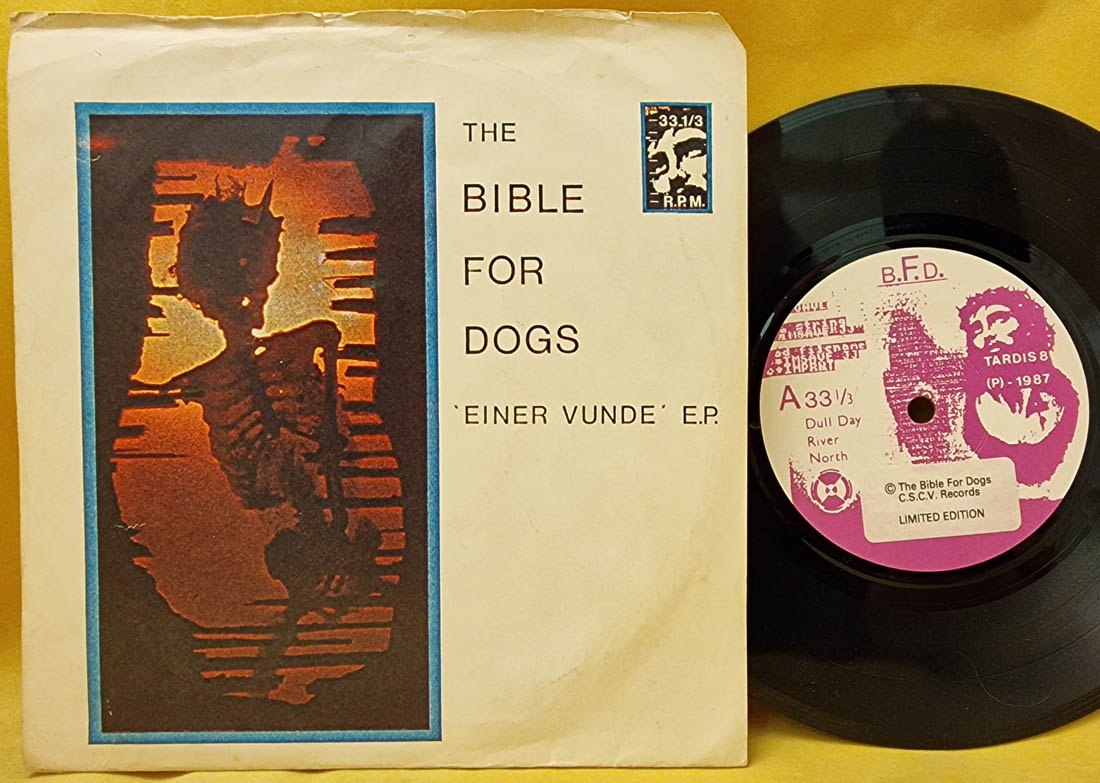 THE
BIBLE
FOR
DOGS
`EINER VUNDE´ E.P.
33.1/3
R.P.M.
B.F.D.
TARDIS 8
(P) - 1987
A 33 1/3
Dull Day
River
North
© The Bible For Dogs
C.S.C.V. Records
LIMITED EDITION